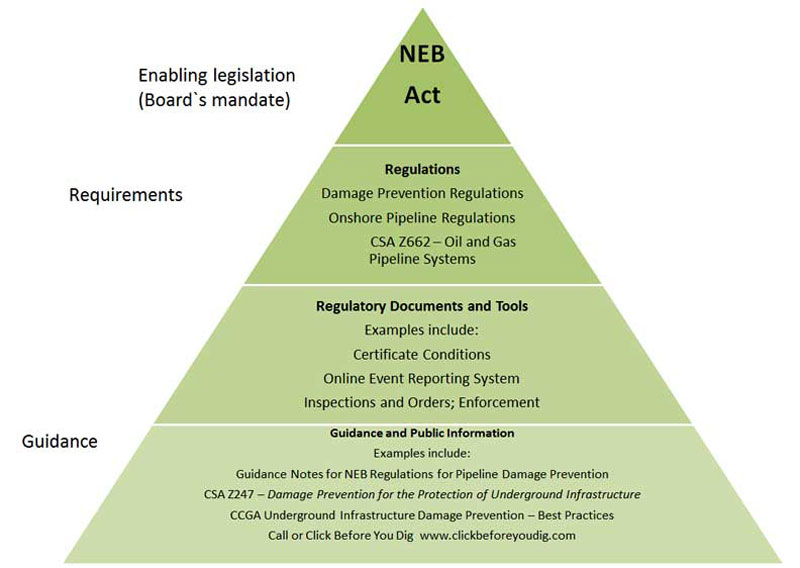 NEB
Act
Enabling legislation
(Board`s mandate)
Requirements
Regulations
Damage Prevention Regulations
Onshore Pipeline Regulations
CSA Z662 – Oil and Gas
Pipeline Systems
Regulatory Documents and Tools
Examples include:
Certificate Conditions
Online Event Reporting System
Inspections and Orders; Enforcement
Guidance
Guidance and Public Information
Examples include:
Guidance Notes for NEB Regulations for Pipeline Damage Prevention
CSA Z247 – Damage Prevention for the Protection of Underground Infrastructure
CCGA Underground Infrastructure Damage Prevention – Best Practices
Call or Click Before You Dig www.clickbeforeyoudig.com